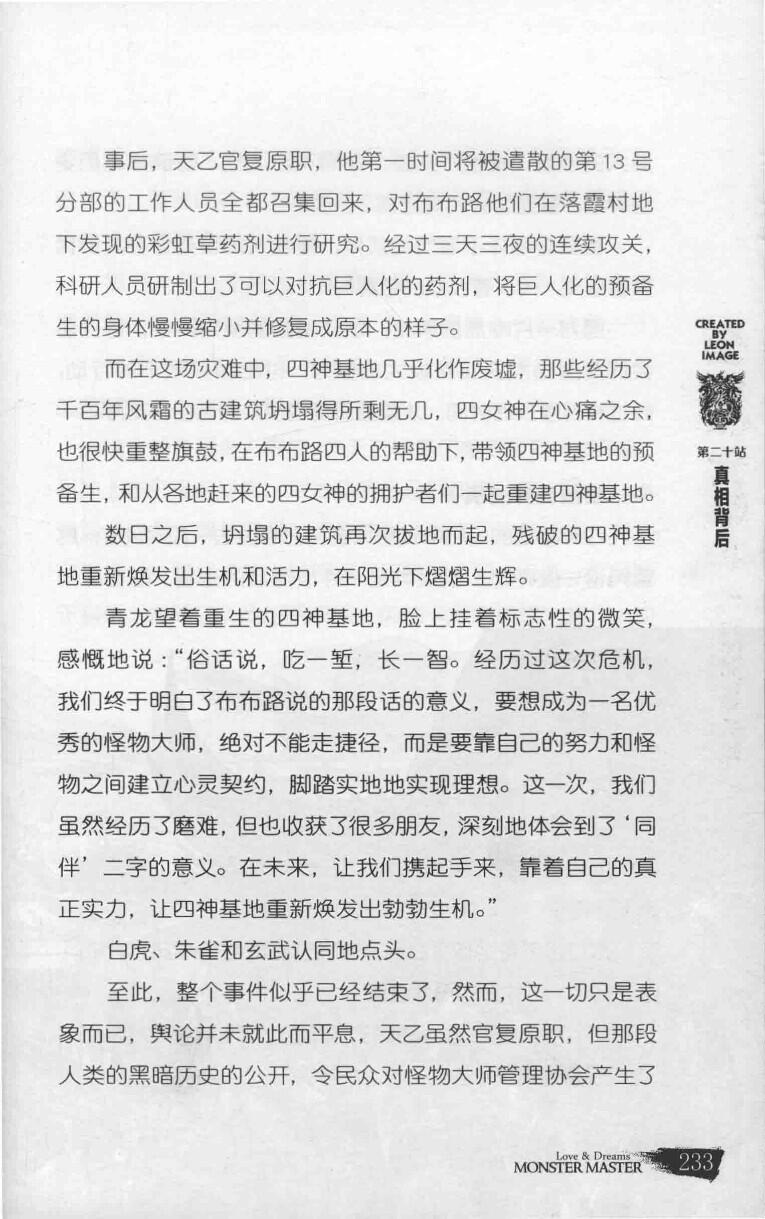 事后，天乙官复原职，他第一时间将被遣散的第 13 号
分部的工作人员全都召集回来，对布布路他们在落霞村地
下发现的彩虹草药剂进行研究。经过三天三夜的连续攻关，
科研人员研制出了可以对抗巨人化的药剂，将巨人化的预备
生的身体慢慢缩小并修复成原本的样子。
而在这场灾难中，四神基地几乎化作废墟，那些经历了
千百年风霜的古建筑坍塌得所剩无几，四女神在心痛之余，
也很快重整旗鼓，在布布路四人的帮助下，带领四神基地的预
备生，和从各地赶来的四女神的拥护者们一起重建四神基地。
数日之后，坍塌的建筑再次拔地而起，残破的四神基
地重新焕发出生机和活力，在阳光下熠熠生辉。
青龙望着重生的四神基地，脸上挂着标志性的微笑，
感慨地说：“俗话说，吃一堑，长一智。经历过这次危机，
我们终于明白了布布路说的那段话的意义，要想成为一名优
秀的怪物大师，绝对不能走捷径，而是要靠自己的努力和怪
物之间建立心灵契约，脚踏实地地实现理想。这一次，我们
虽然经历了磨难，但也收获了很多朋友，深刻地体会到了‘同
伴’二字的意义。在未来，让我们携起手来，靠着自己的真
正实力，让四神基地重新焕发出勃勃生机。”
白虎、朱雀和玄武认同地点头。
至此，整个事件似乎已经结束了，然而，这一切只是表
象而已，舆论并未就此而平息，天乙虽然官复原职，但那段
人类的黑暗历史的公开，令民众对怪物大师管理协会产生了
CREATED
BY
LEON
IMAGE
第二十站
真相背后
Love & Dreams
MONSTER MASTER
233